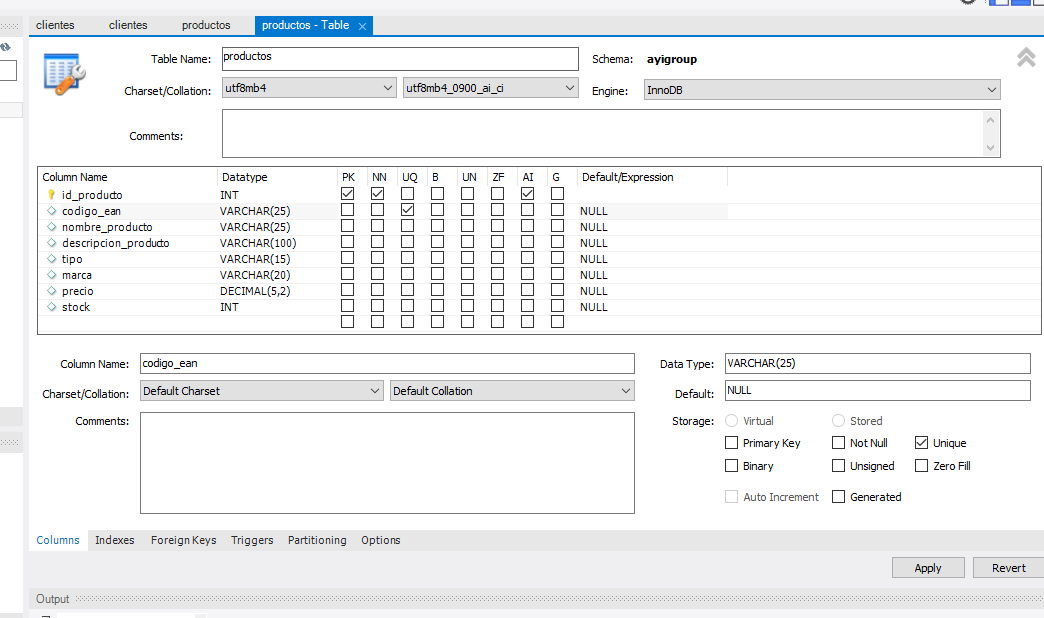 clientes clientes productos productos - Table
Table Name: productos Schema: ayigroup
Charset/Collation: utf8mb4 utf8mb4_0900_ai_ci Engine: InnoDB
Comments:
Column Name Datatype PK NN UQ B UN ZF AI G Default/Expression
id_producto INT
codigo_ean VARCHAR(25) NULL
nombre_producto VARCHAR(25) NULL
descripcion_producto VARCHAR(100) NULL
tipo VARCHAR(15) NULL
marca VARCHAR(20) NULL
precio DECIMAL(5,2) NULL
stock INT NULL
Column Name: codigo_ean Data Type: VARCHAR(25)
Charset/Collation: Default Charset Default Collation Default: NULL
Comments: Storage: Virtual Stored
Primary Key Not Null Unique
Binary Unsigned Zero Fill
Auto Increment Generated
Columns Indexes Foreign Keys Triggers Partitioning Options
Apply Revert
Output